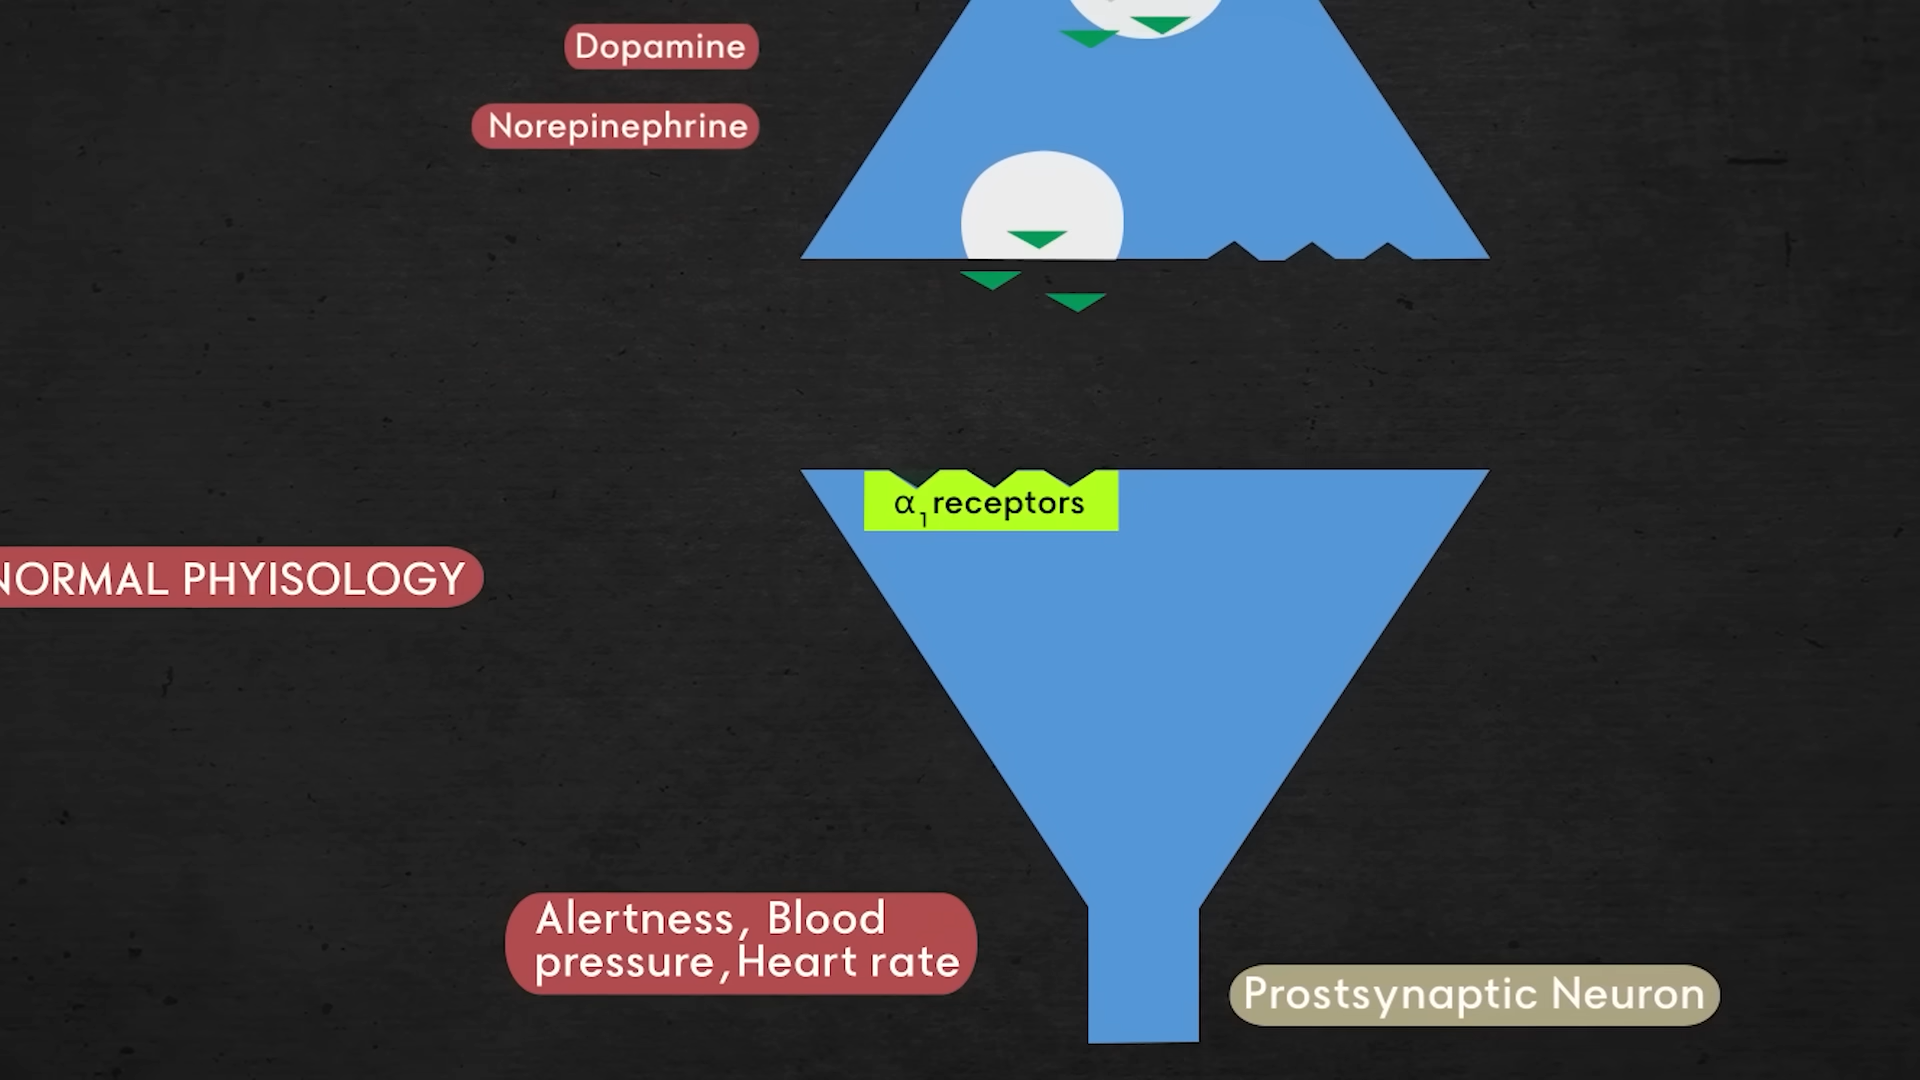 Dopamine
Norepinephrine
α1 receptors
NORMAL PHYISOLOGY
Alertness, Blood
pressure, Heart rate
Prostsynaptic Neuron